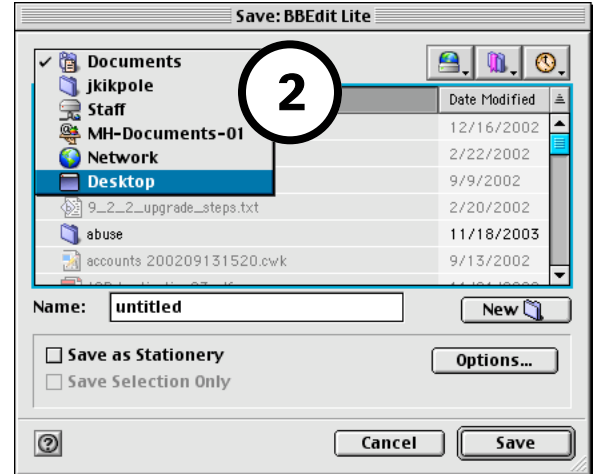 Save: BBEdit Lite
✓ Documents
jkikpole
Staff
MH-Documents-01
Network
Desktop
2
Date Modified
12/16/2002
2/22/2002
9/9/2002
9_2_2_upgrade_steps.txt 2/20/2002
abuse 11/18/2003
accounts 200209131520.cwk 9/13/2002
Name: untitled
New
Save as Stationery
Save Selection Only
Options...
?
Cancel
Save